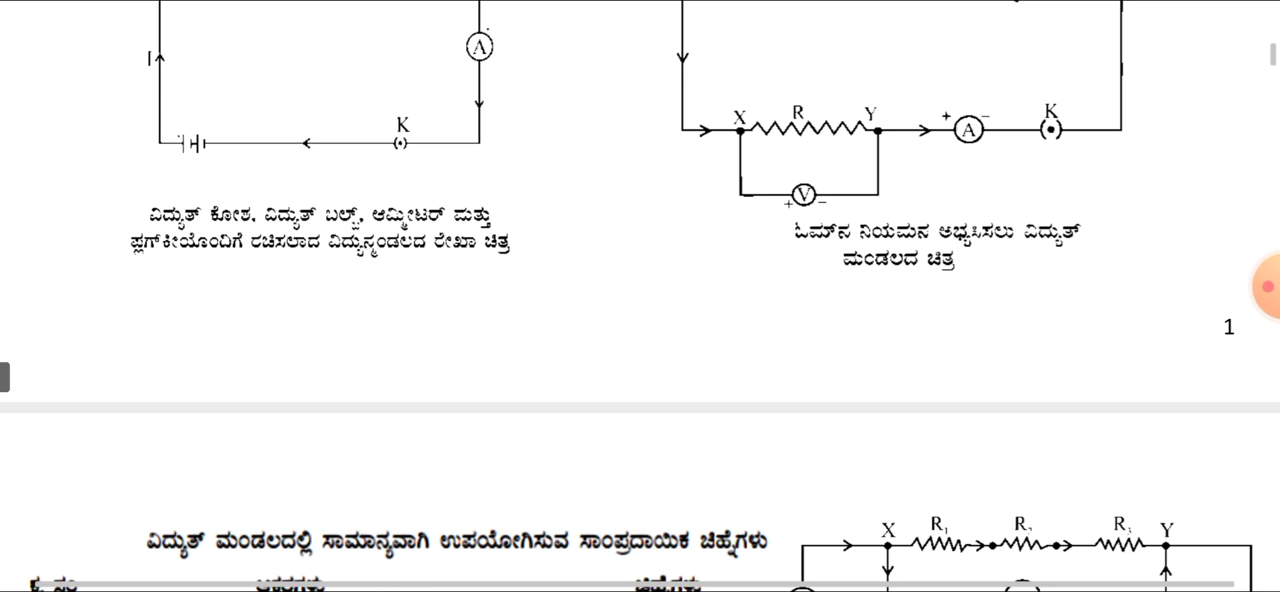 A
I
K
ವಿದ್ಯುತ್ ಕೋಶ, ವಿದ್ಯುತ್ ಬಲ್ಬ್, ಆಮ್ಮೀಟರ್ ಮತ್ತು
ಪ್ಲಗ್‌ಕೀಯೊಂದಿಗೆ ರಚಿಸಲಾದ ವಿದ್ಯುನ್ಮಂಡಲದ ರೇಖಾ ಚಿತ್ರ
X R Y + A − K
+ V −
ಓಮ್‌ನ ನಿಯಮನ ಅಭ್ಯಸಿಸಲು ವಿದ್ಯುತ್
ಮಂಡಲದ ಚಿತ್ರ
1
ವಿದ್ಯುತ್ ಮಂಡಲದಲ್ಲಿ ಸಾಮಾನ್ಯವಾಗಿ ಉಪಯೋಗಿಸುವ ಸಾಂಪ್ರದಾಯಿಕ ಚಿಹ್ನೆಗಳು
X R₁ R₂ R₃ Y